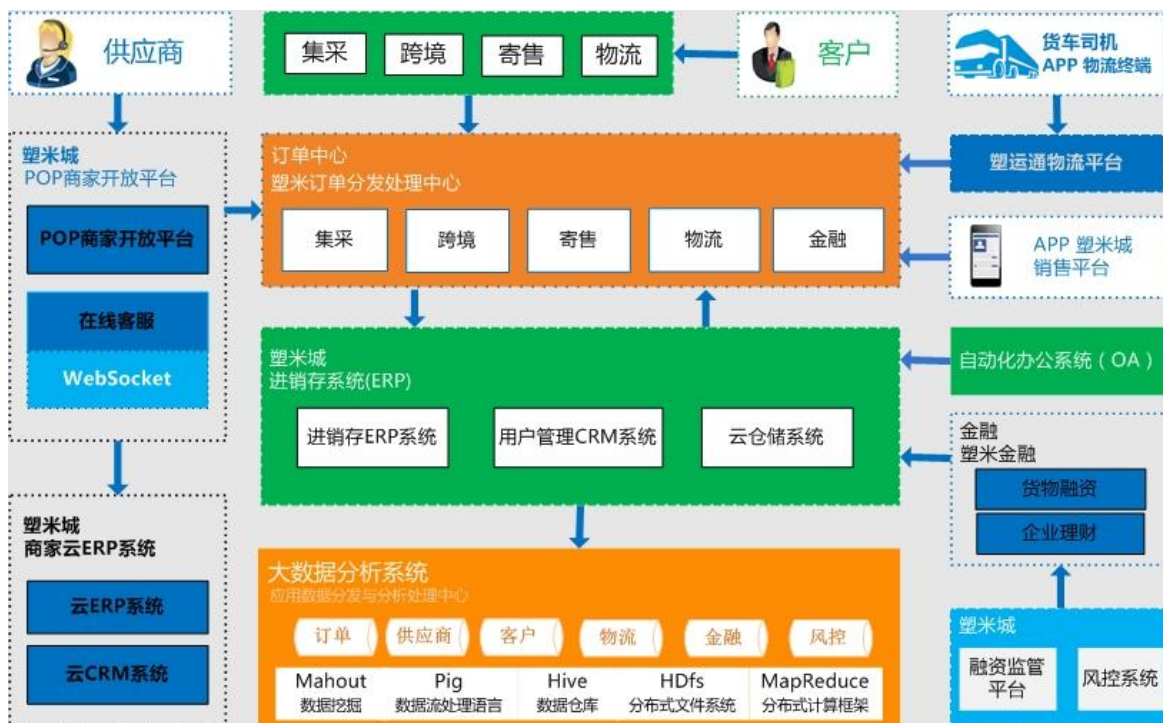 供应商
集采
跨境
寄售
物流
客户
货车司机
APP 物流终端
塑米城
POP商家开放平台
POP商家开放平台
在线客服
WebSocket
订单中心
塑米订单分发处理中心
集采
跨境
寄售
物流
金融
塑运通物流平台
APP 塑米城
销售平台
塑米城
进销存系统(ERP)
进销存ERP系统
用户管理CRM系统
云仓储系统
自动化办公系统（OA）
金融
塑米金融
货物融资
企业理财
塑米城
商家云ERP系统
云ERP系统
云CRM系统
大数据分析系统
应用数据分发与分析处理中心
订单
供应商
客户
物流
金融
风控
Mahout
数据挖掘
Pig
数据流处理语言
Hive
数据仓库
HDfs
分布式文件系统
MapReduce
分布式计算框架
塑米城
融资监管
平台
风控系统